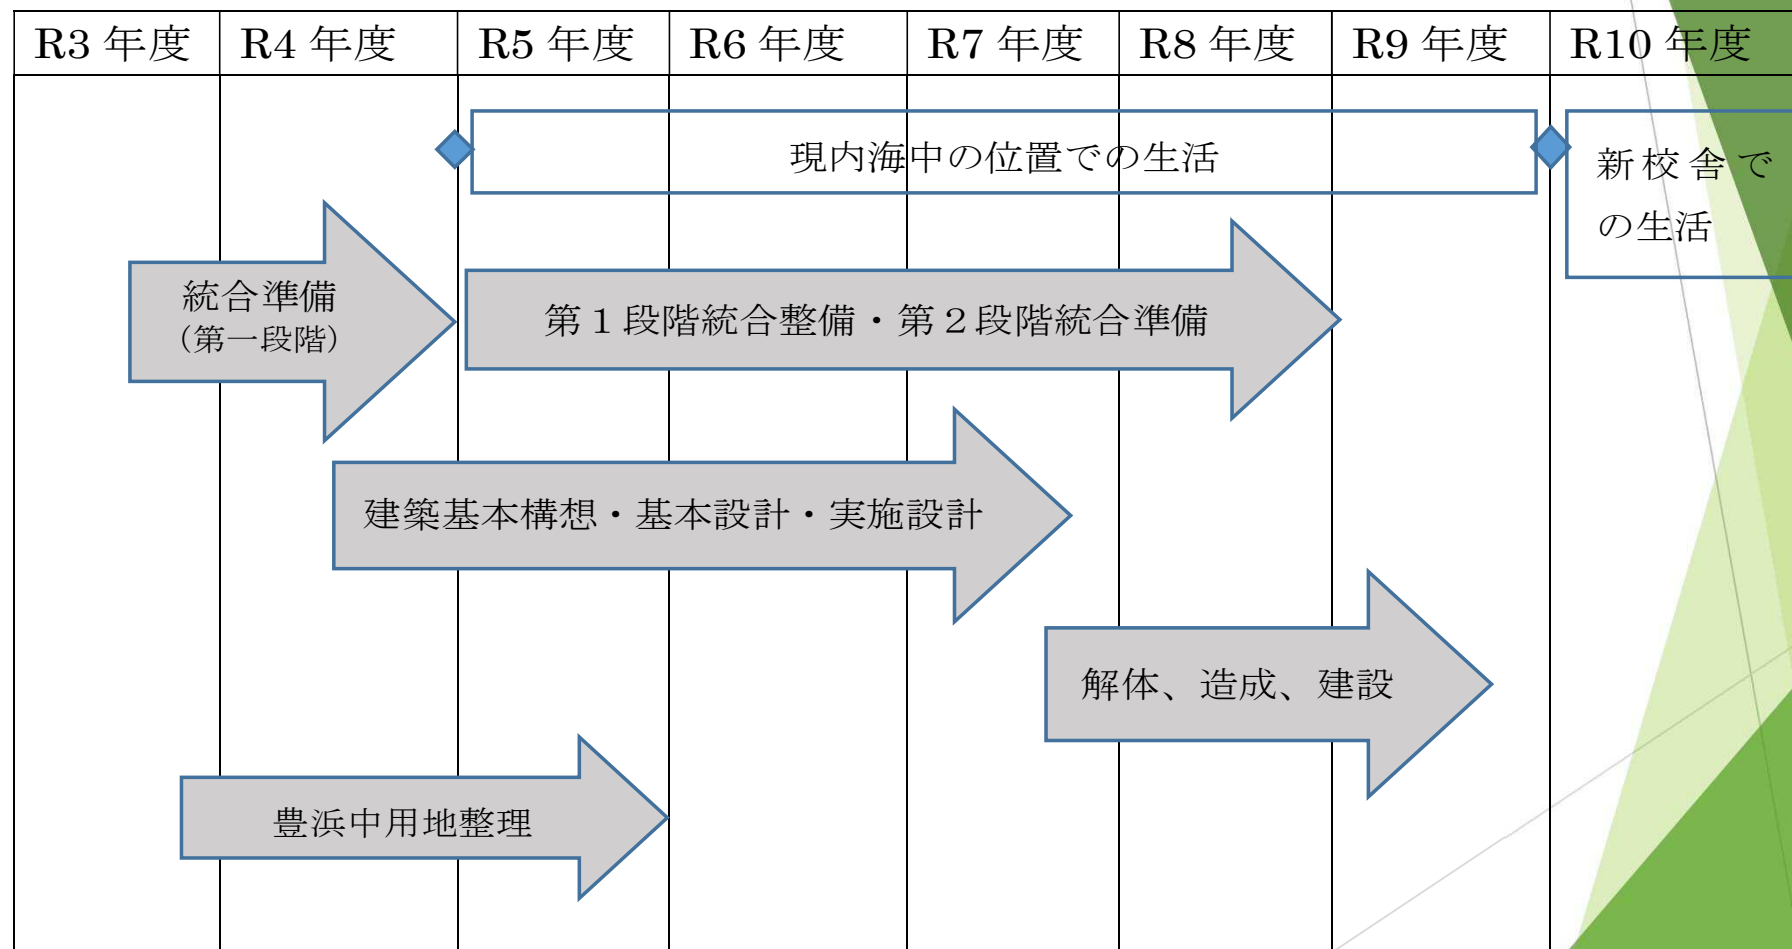 R3 年度 R4 年度 R5 年度 R6 年度 R7 年度 R8 年度 R9 年度 R10 年度
現内海中の位置での生活
新校舎で
の生活
統合準備
（第一段階）
第１段階統合整備・第２段階統合準備
建築基本構想・基本設計・実施設計
解体、造成、建設
豊浜中用地整理